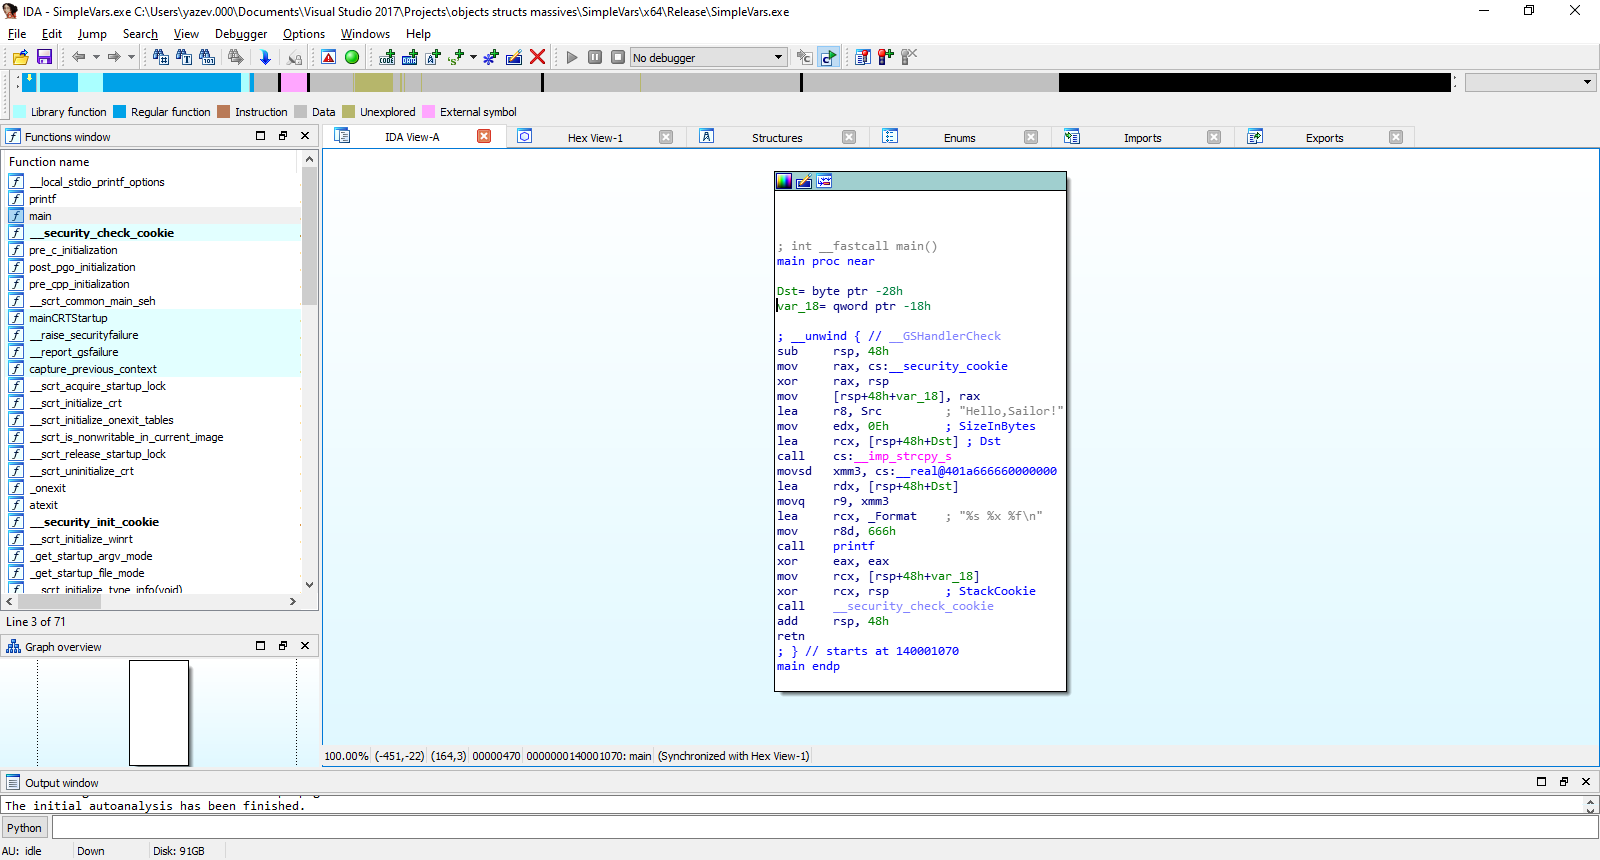 IDA - SimpleVars.exe C:\Users\yazev.000\Documents\Visual Studio 2017\Projects\objects structs massives\SimpleVars\x64\Release\SimpleVars.exe
File Edit Jump Search View Debugger Options Windows Help
No debugger
Library function Regular function Instruction Data Unexplored External symbol
Functions window
IDA View-A Hex View-1 Structures Enums Imports Exports
Function name
__local_stdio_printf_options
printf
main
__security_check_cookie
pre_c_initialization
post_pgo_initialization
pre_cpp_initialization
__scrt_common_main_seh
mainCRTStartup
__raise_securityfailure
__report_gsfailure
capture_previous_context
__scrt_acquire_startup_lock
__scrt_initialize_crt
__scrt_initialize_onexit_tables
__scrt_is_nonwritable_in_current_image
__scrt_release_startup_lock
__scrt_uninitialize_crt
_onexit
atexit
__security_init_cookie
__scrt_initialize_winrt
_get_startup_argv_mode
_get_startup_file_mode
__scrt_initialize_type_info(void)
Line 3 of 71
Graph overview
; int __fastcall main()
main proc near
Dst= byte ptr -28h
var_18= qword ptr -18h
; __unwind { // __GSHandlerCheck
sub rsp, 48h
mov rax, cs:__security_cookie
xor rax, rsp
mov [rsp+48h+var_18], rax
lea r8, Src ; "Hello,Sailor!"
mov edx, 0Eh ; SizeInBytes
lea rcx, [rsp+48h+Dst] ; Dst
call cs:__imp_strcpy_s
movsd xmm3, cs:__real@401a666660000000
lea rdx, [rsp+48h+Dst]
movq r9, xmm3
lea rcx, _Format ; "%s %x %f\n"
mov r8d, 666h
call printf
xor eax, eax
mov rcx, [rsp+48h+var_18]
xor rcx, rsp ; StackCookie
call __security_check_cookie
add rsp, 48h
retn
; } // starts at 140001070
main endp
100.00% (-451,-22) (164,3) 00000470 0000000140001070: main (Synchronized with Hex View-1)
Output window
The initial autoanalysis has been finished.
Python
AU: idle Down Disk: 91GB